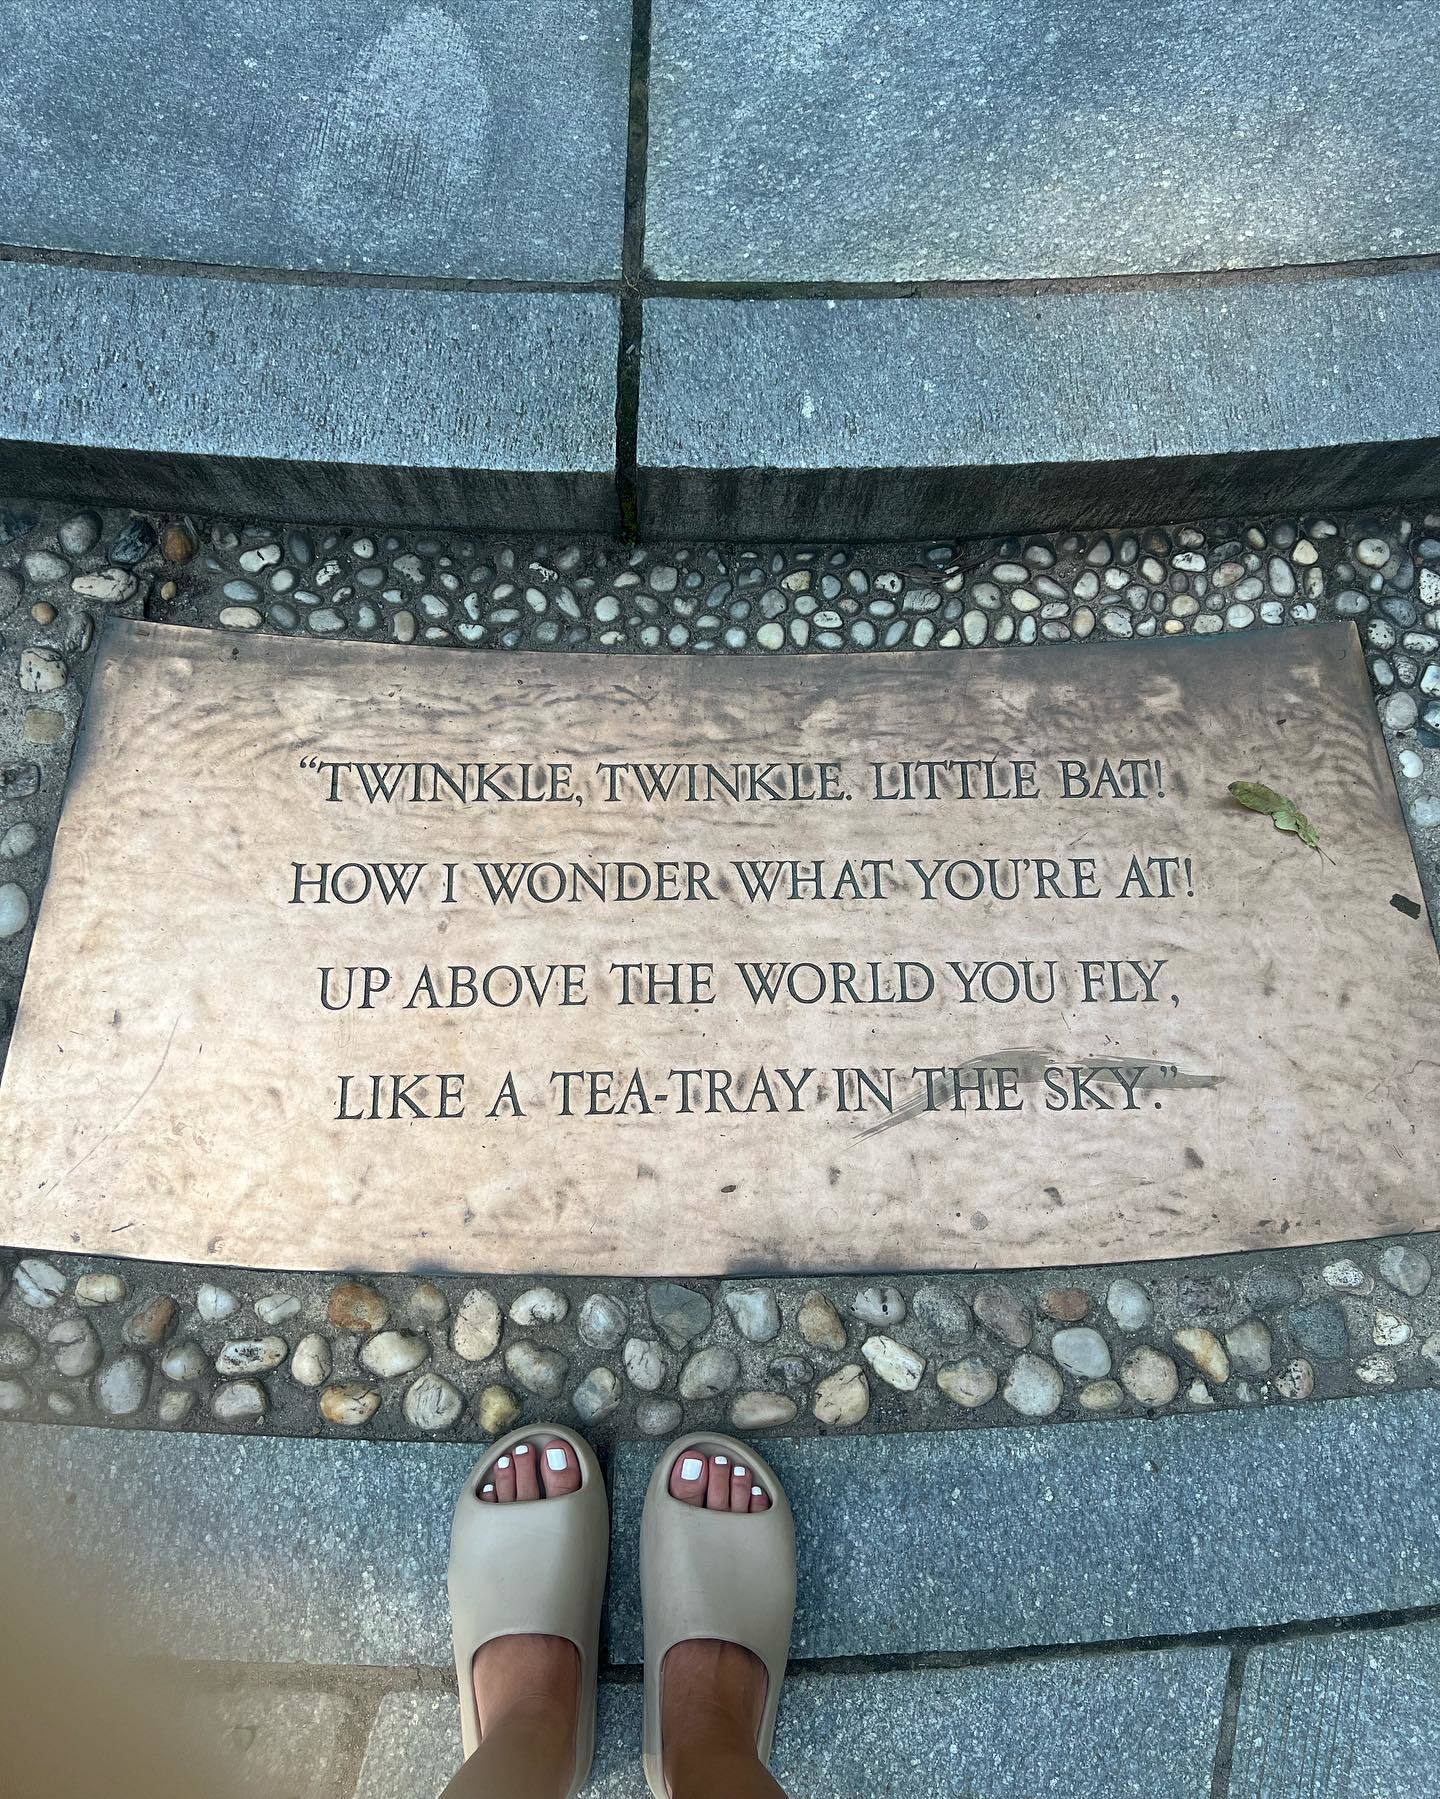 “TWINKLE, TWINKLE. LITTLE BAT!
HOW I WONDER WHAT YOU’RE AT!
UP ABOVE THE WORLD YOU FLY,
LIKE A TEA-TRAY IN THE SKY.”